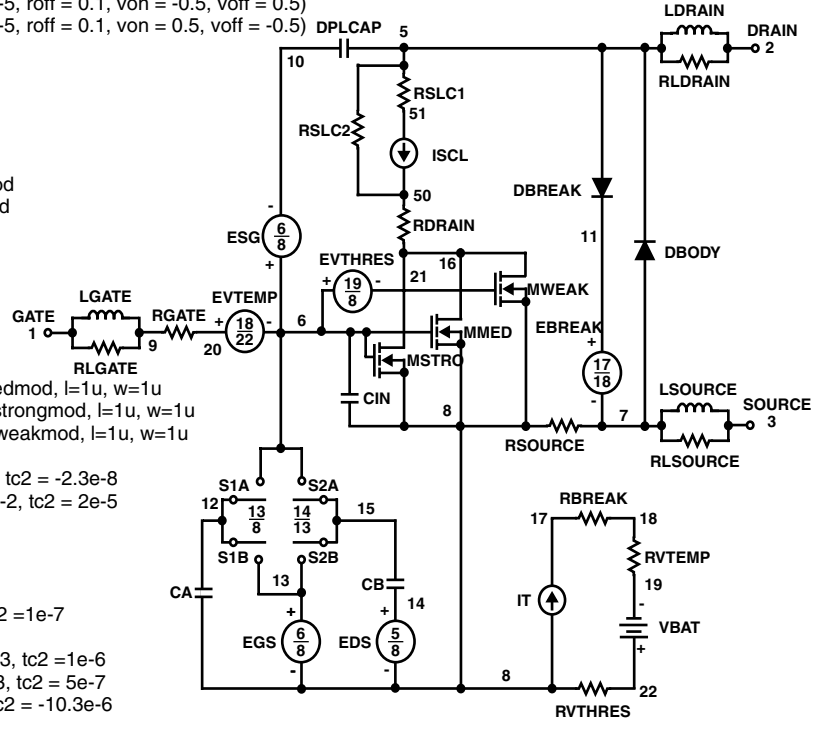 -5, roff = 0.1, von = -0.5, voff = 0.5)
-5, roff = 0.1, von = 0.5, voff = -0.5)
DPLCAP
5
10
LDRAIN
DRAIN
2
RLDRAIN
RSLC1
51
RSLC2
ISCL
50
od
d
DBREAK
RDRAIN
-
ESG
6
8
+
11
DBODY
EVTHRES
+
19
8
-
16
21
MWEAK
LGATE
EVTEMP
GATE
1
RGATE
+
18
22
-
6
9
20
RLGATE
MMED
MSTRO
EBREAK
+
17
18
-
CIN
8
7
LSOURCE
SOURCE
3
RSOURCE
RLSOURCE
edmod, l=1u, w=1u
strongmod, l=1u, w=1u
weakmod, l=1u, w=1u
tc2 = -2.3e-8
-2, tc2 = 2e-5
S1A
S2A
12
13
8
14
13
15
S1B
S2B
13
CA
CB
14
+
EGS
6
8
-
+
EDS
5
8
-
RBREAK
17
18
RVTEMP
19
IT
-
VBAT
+
8
22
RVTHRES
2 =1e-7
3, tc2 =1e-6
3, tc2 = 5e-7
c2 = -10.3e-6